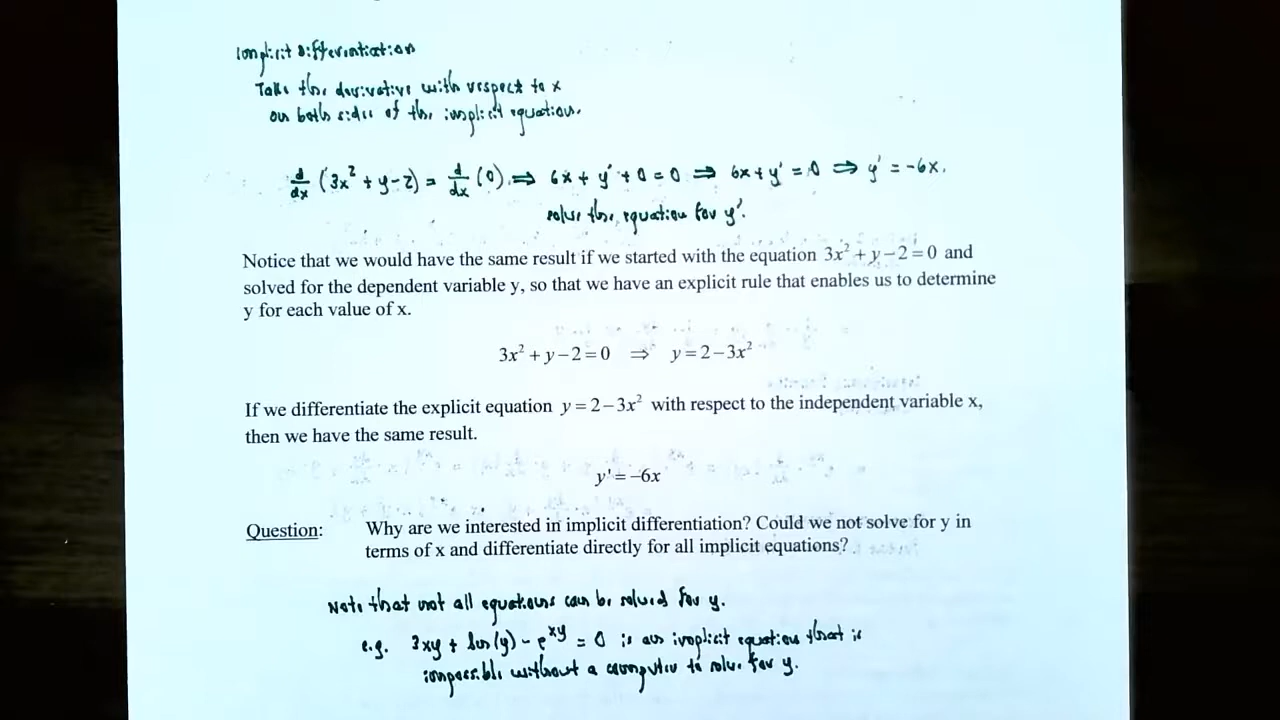 Implicit Differentiation
Take the derivative with respect to x
on both sides of the implicit equation.
d/dx (3x² + y - 2) = d/dx (0) ⇒ 6x + y' + 0 = 0 ⇒ 6x + y' = 0 ⇒ y' = -6x.
solve the equation for y'.
Notice that we would have the same result if we started with the equation 3x² + y − 2 = 0 and
solved for the dependent variable y, so that we have an explicit rule that enables us to determine
y for each value of x.
3x² + y − 2 = 0 ⇒ y = 2 − 3x²
If we differentiate the explicit equation y = 2 − 3x² with respect to the independent variable x,
then we have the same result.
y' = −6x
Question: Why are we interested in implicit differentiation? Could we not solve for y in
terms of x and differentiate directly for all implicit equations?
Note that not all equations can be solved for y.
e.g. 3xy + ln(y) - e^xy = 0 is an implicit equation that is
impossible without a computer to solve for y.